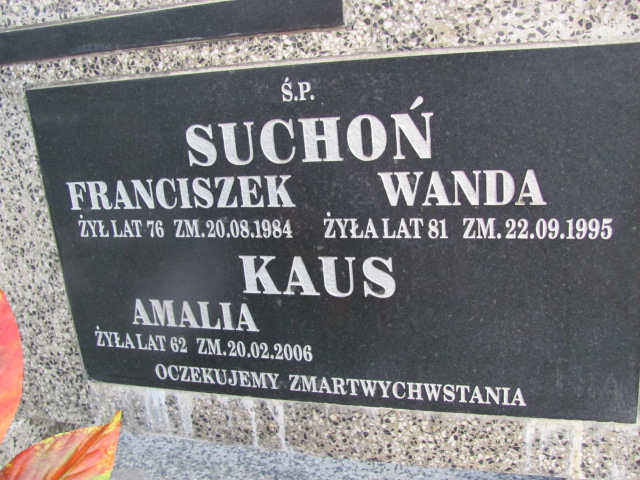 Ś.P.
SUCHOŃ
FRANCISZEK WANDA
ŻYŁ LAT 76 ZM. 20.08.1984 ŻYŁA LAT 81 ZM. 22.09.1995
KAUS
AMALIA
ŻYŁA LAT 62 ZM. 20.02.2006
OCZEKUJEMY ZMARTWYCHWSTANIA